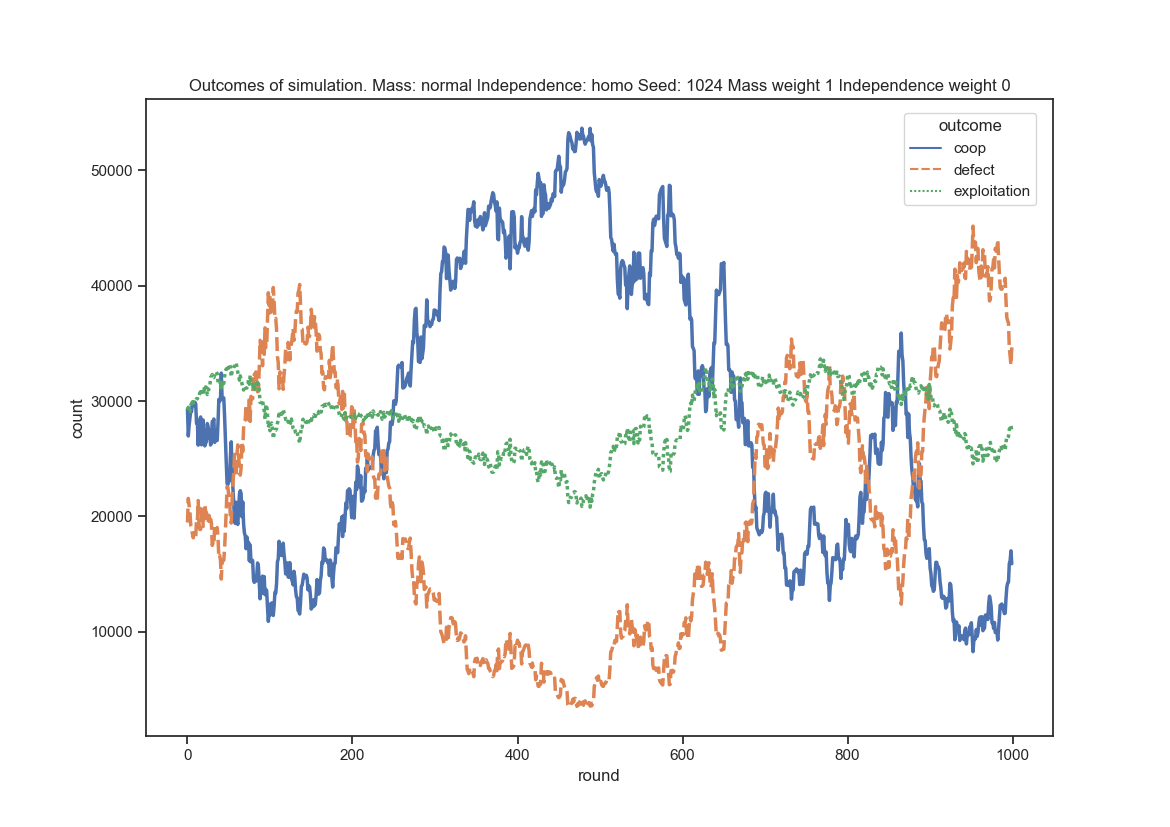 Outcomes of simulation. Mass: normal Independence: homo Seed: 1024 Mass weight 1 Independence weight 0
outcome
coop
defect
exploitation
50000
40000
30000
20000
10000
count
0
200
400
600
800
1000
round